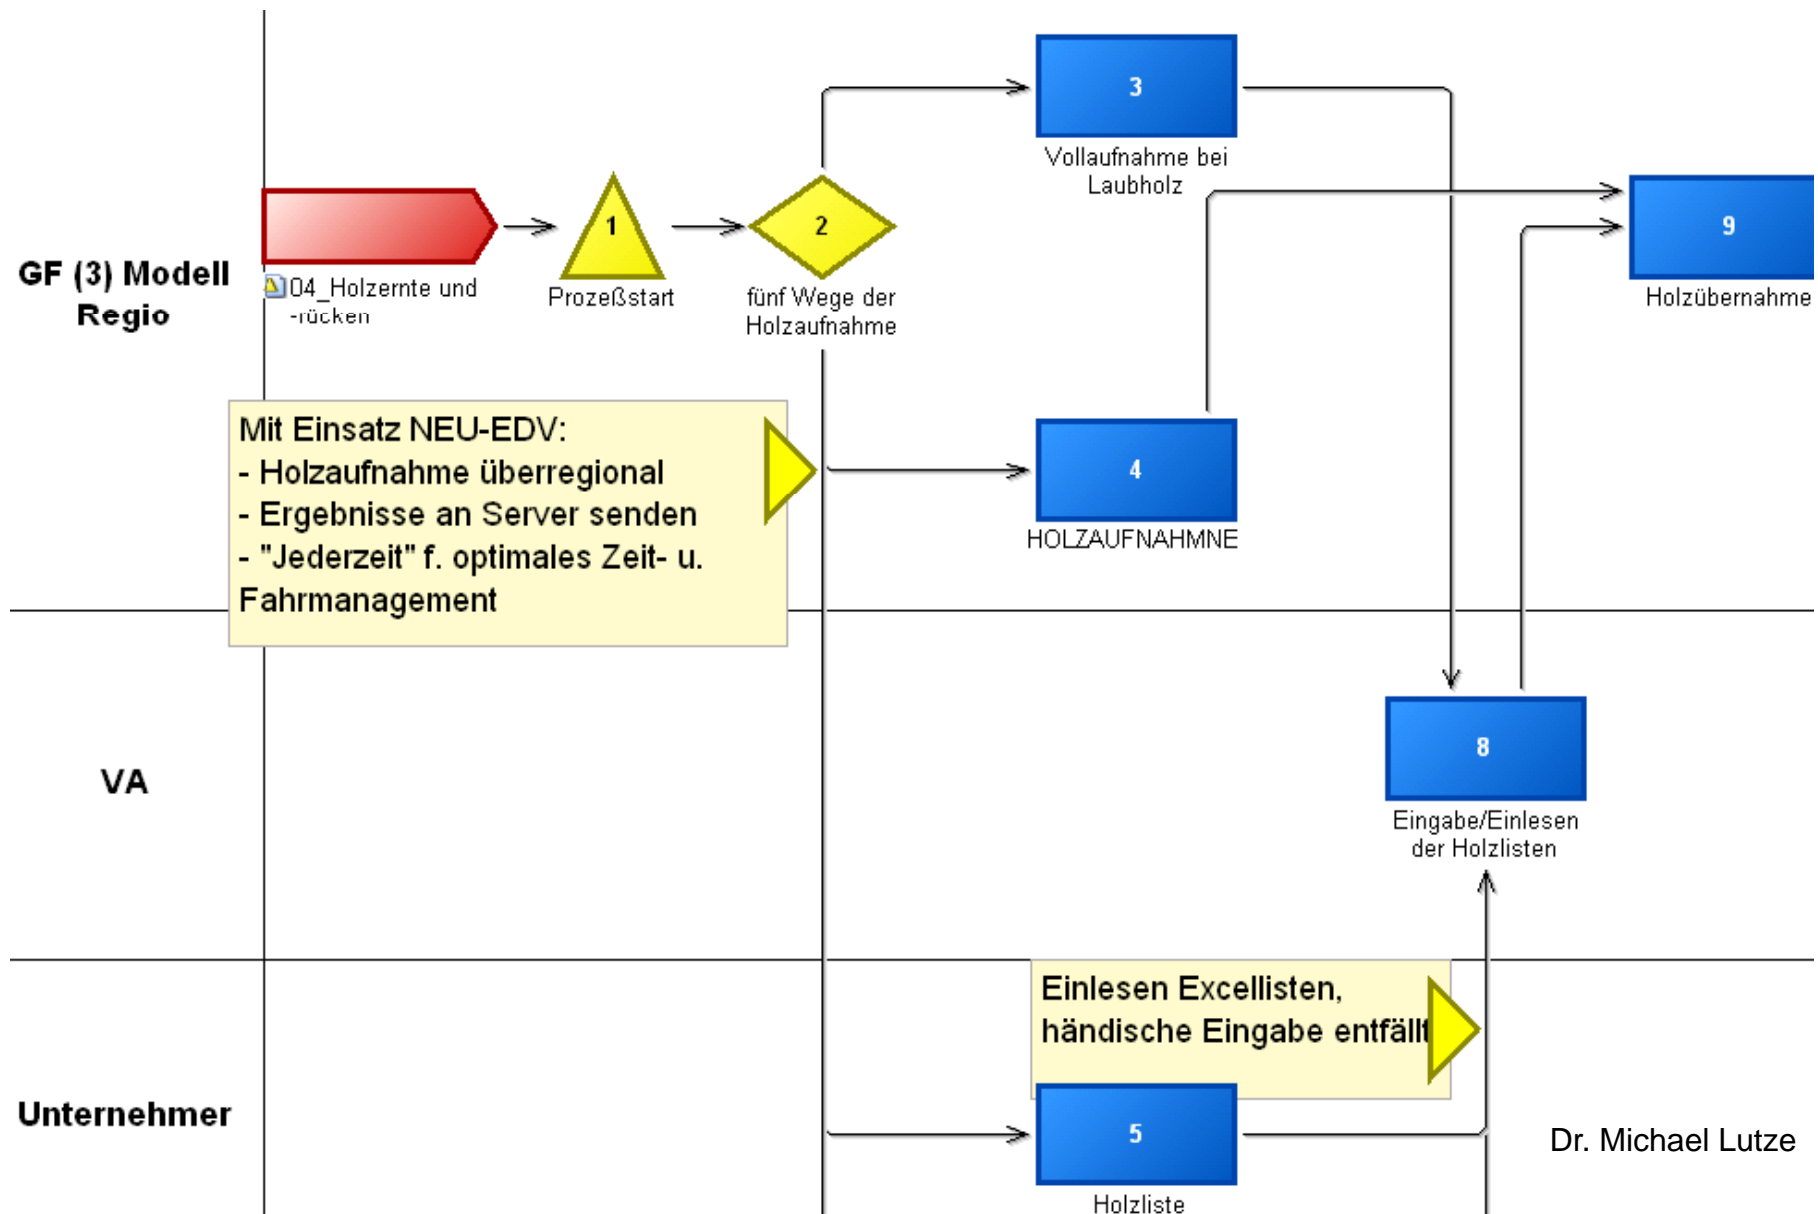 3
Vollaufnahme bei
Laubholz
GF (3) Modell
Regio
04_Holzernte und
-rücken
1
Prozeßstart
2
fünf Wege der
Holzaufnahme
9
Holzübernahme
Mit Einsatz NEU-EDV:
- Holzaufnahme überregional
- Ergebnisse an Server senden
- "Jederzeit" f. optimales Zeit- u.
Fahrmanagement
4
HOLZAUFNAHMNE
VA
8
Eingabe/Einlesen
der Holzlisten
Unternehmer
Einlesen Excellisten,
händische Eingabe entfällt
5
Holzliste
Dr. Michael Lutze